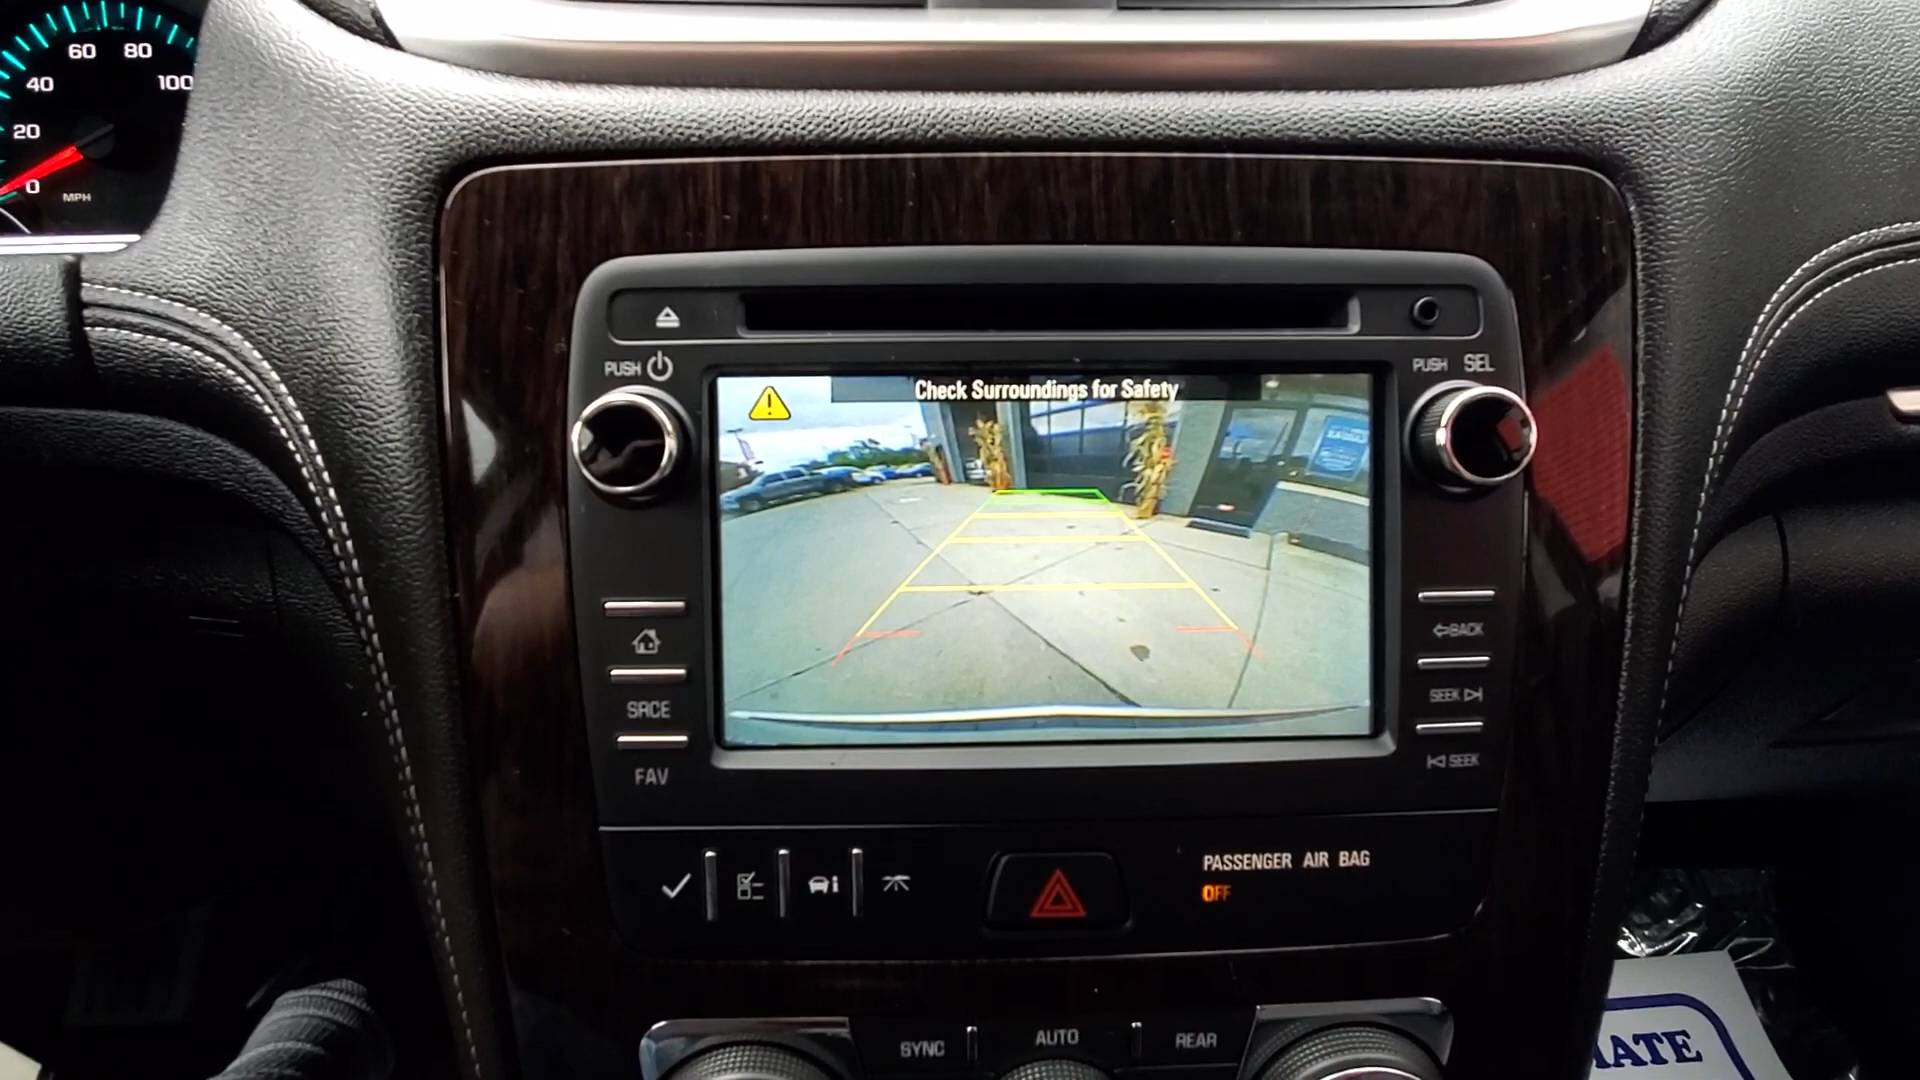 60 80
40 100
20
0
MPH
PUSH
PUSH SEL
Check Surroundings for Safety
BACK
SRCE
SEEK
FAV
SEEK
PASSENGER AIR BAG
OFF
SYNC AUTO REAR
MATE